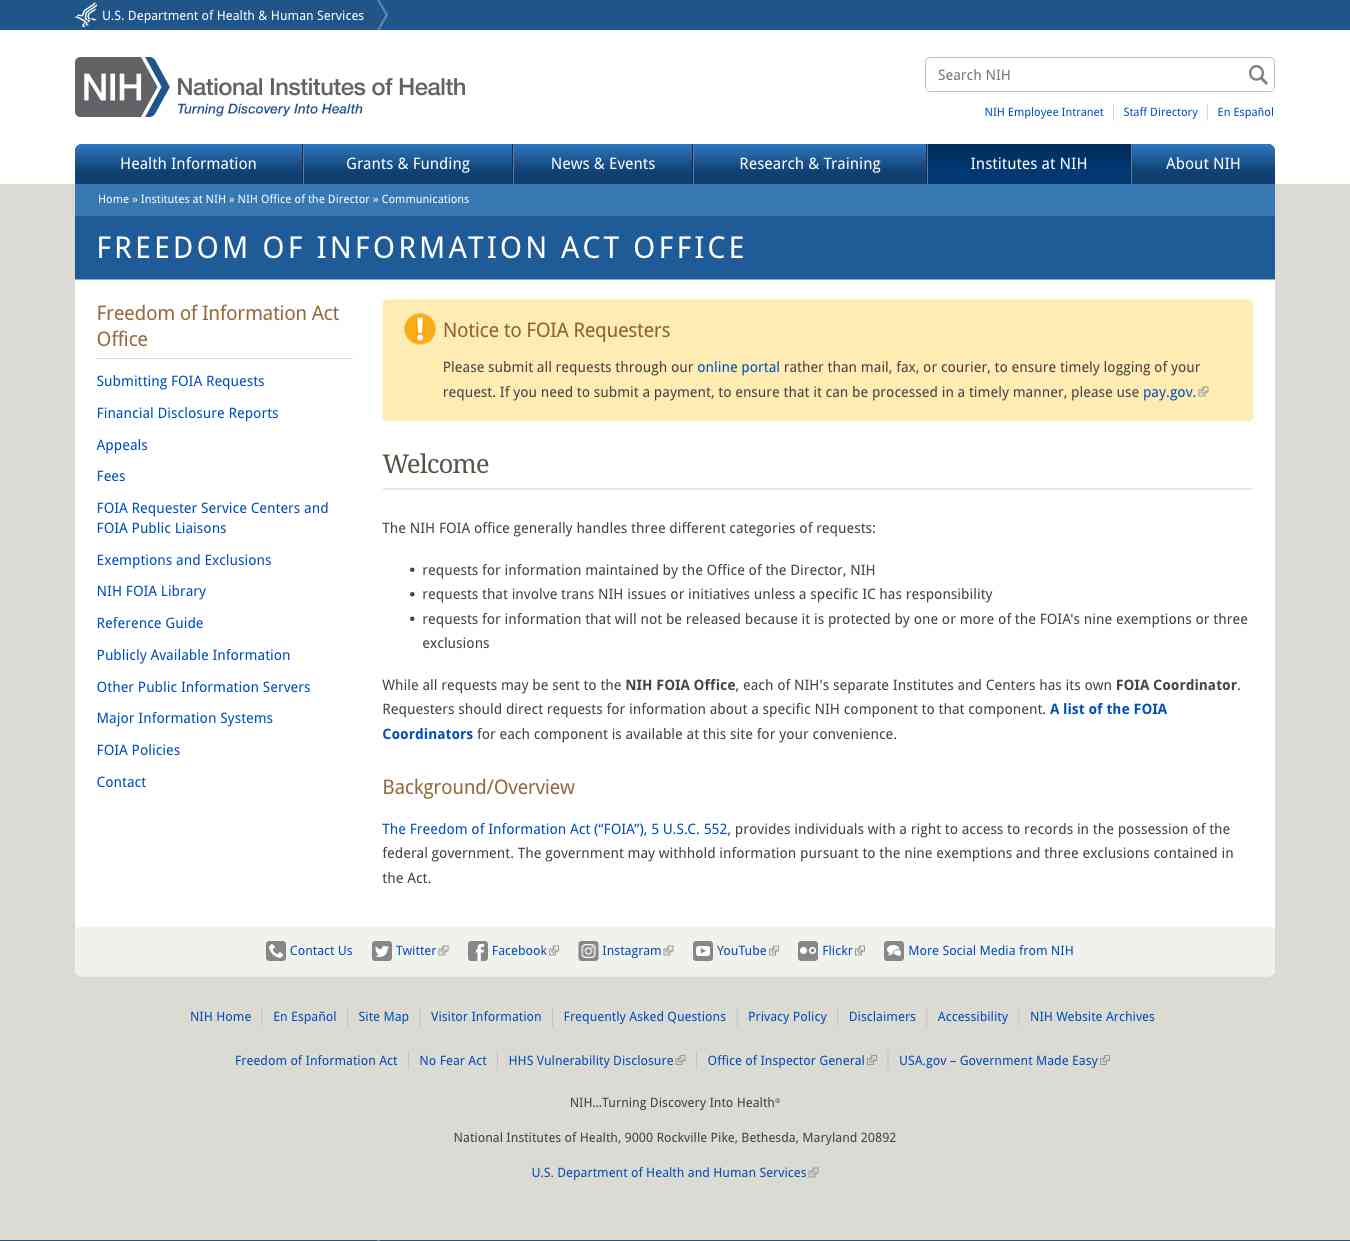 U.S. Department of Health & Human Services
NIH National Institutes of Health
Turning Discovery Into Health
Search NIH
NIH Employee Intranet Staff Directory En Español
Health Information Grants & Funding News & Events Research & Training Institutes at NIH About NIH
Home » Institutes at NIH » NIH Office of the Director » Communications
FREEDOM OF INFORMATION ACT OFFICE
Freedom of Information Act
Office
Submitting FOIA Requests
Financial Disclosure Reports
Appeals
Fees
FOIA Requester Service Centers and
FOIA Public Liaisons
Exemptions and Exclusions
NIH FOIA Library
Reference Guide
Publicly Available Information
Other Public Information Servers
Major Information Systems
FOIA Policies
Contact
Notice to FOIA Requesters
Please submit all requests through our online portal rather than mail, fax, or courier, to ensure timely logging of your
request. If you need to submit a payment, to ensure that it can be processed in a timely manner, please use pay.gov.
Welcome
The NIH FOIA office generally handles three different categories of requests:
• requests for information maintained by the Office of the Director, NIH
• requests that involve trans NIH issues or initiatives unless a specific IC has responsibility
• requests for information that will not be released because it is protected by one or more of the FOIA's nine exemptions or three
exclusions
While all requests may be sent to the NIH FOIA Office, each of NIH's separate Institutes and Centers has its own FOIA Coordinator.
Requesters should direct requests for information about a specific NIH component to that component. A list of the FOIA
Coordinators for each component is available at this site for your convenience.
Background/Overview
The Freedom of Information Act (“FOIA”), 5 U.S.C. 552, provides individuals with a right to access to records in the possession of the
federal government. The government may withhold information pursuant to the nine exemptions and three exclusions contained in
the Act.
Contact Us Twitter Facebook Instagram YouTube Flickr More Social Media from NIH
NIH Home En Español Site Map Visitor Information Frequently Asked Questions Privacy Policy Disclaimers Accessibility NIH Website Archives
Freedom of Information Act No Fear Act HHS Vulnerability Disclosure Office of Inspector General USA.gov – Government Made Easy
NIH…Turning Discovery Into Health®
National Institutes of Health, 9000 Rockville Pike, Bethesda, Maryland 20892
U.S. Department of Health and Human Services